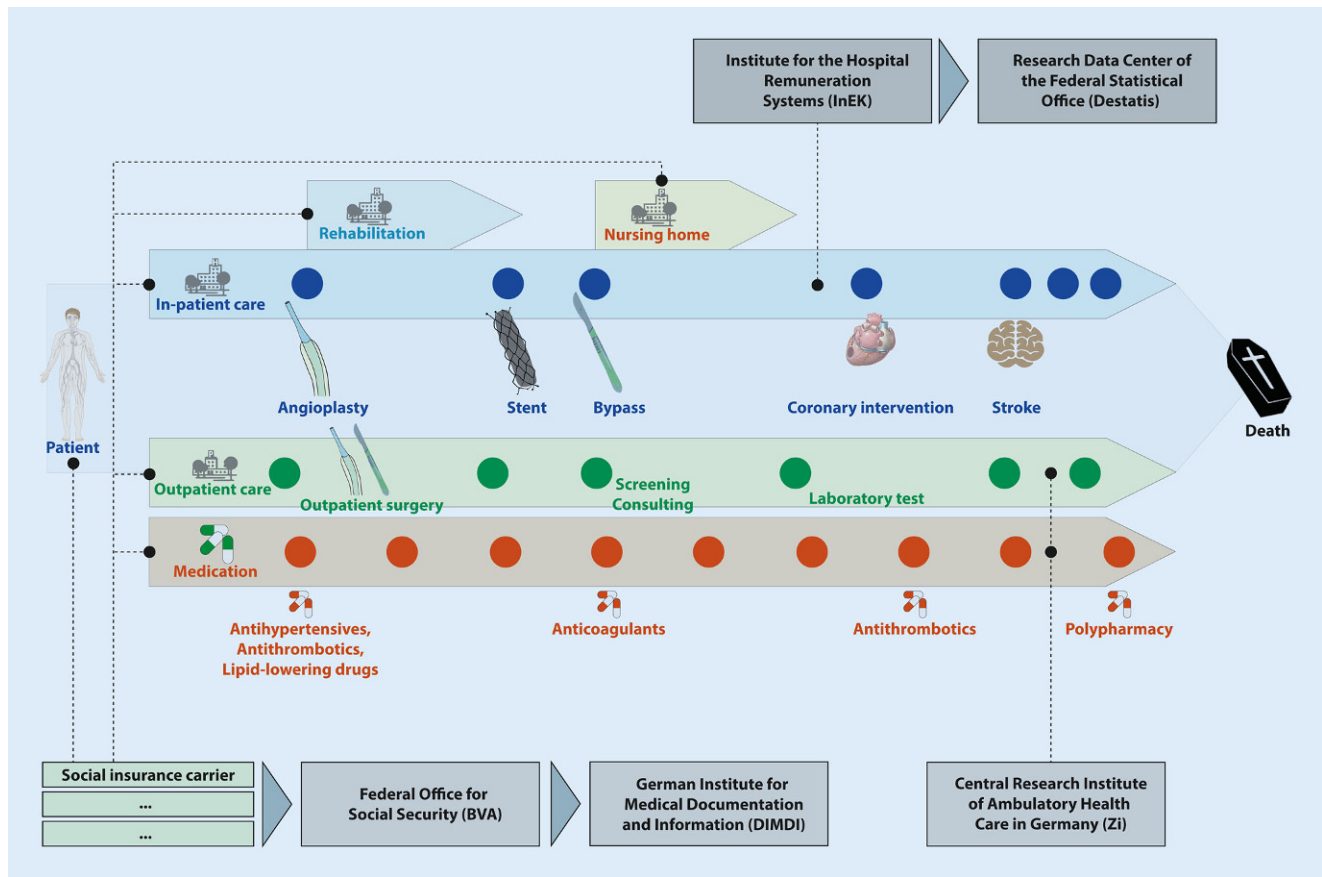 Institute for the Hospital
Remuneration
Systems (InEK)
Research Data Center of
the Federal Statistical
Office (Destatis)
Rehabilitation
Nursing home
In-patient care
Angioplasty
Stent
Bypass
Coronary intervention
Stroke
Patient
Death
Outpatient care
Outpatient surgery
Screening
Consulting
Laboratory test
Medication
Antihypertensives,
Antithrombotics,
Lipid-lowering drugs
Anticoagulants
Antithrombotics
Polypharmacy
Social insurance carrier
...
...
Federal Office for
Social Security (BVA)
German Institute for
Medical Documentation
and Information (DIMDI)
Central Research Institute
of Ambulatory Health
Care in Germany (Zi)